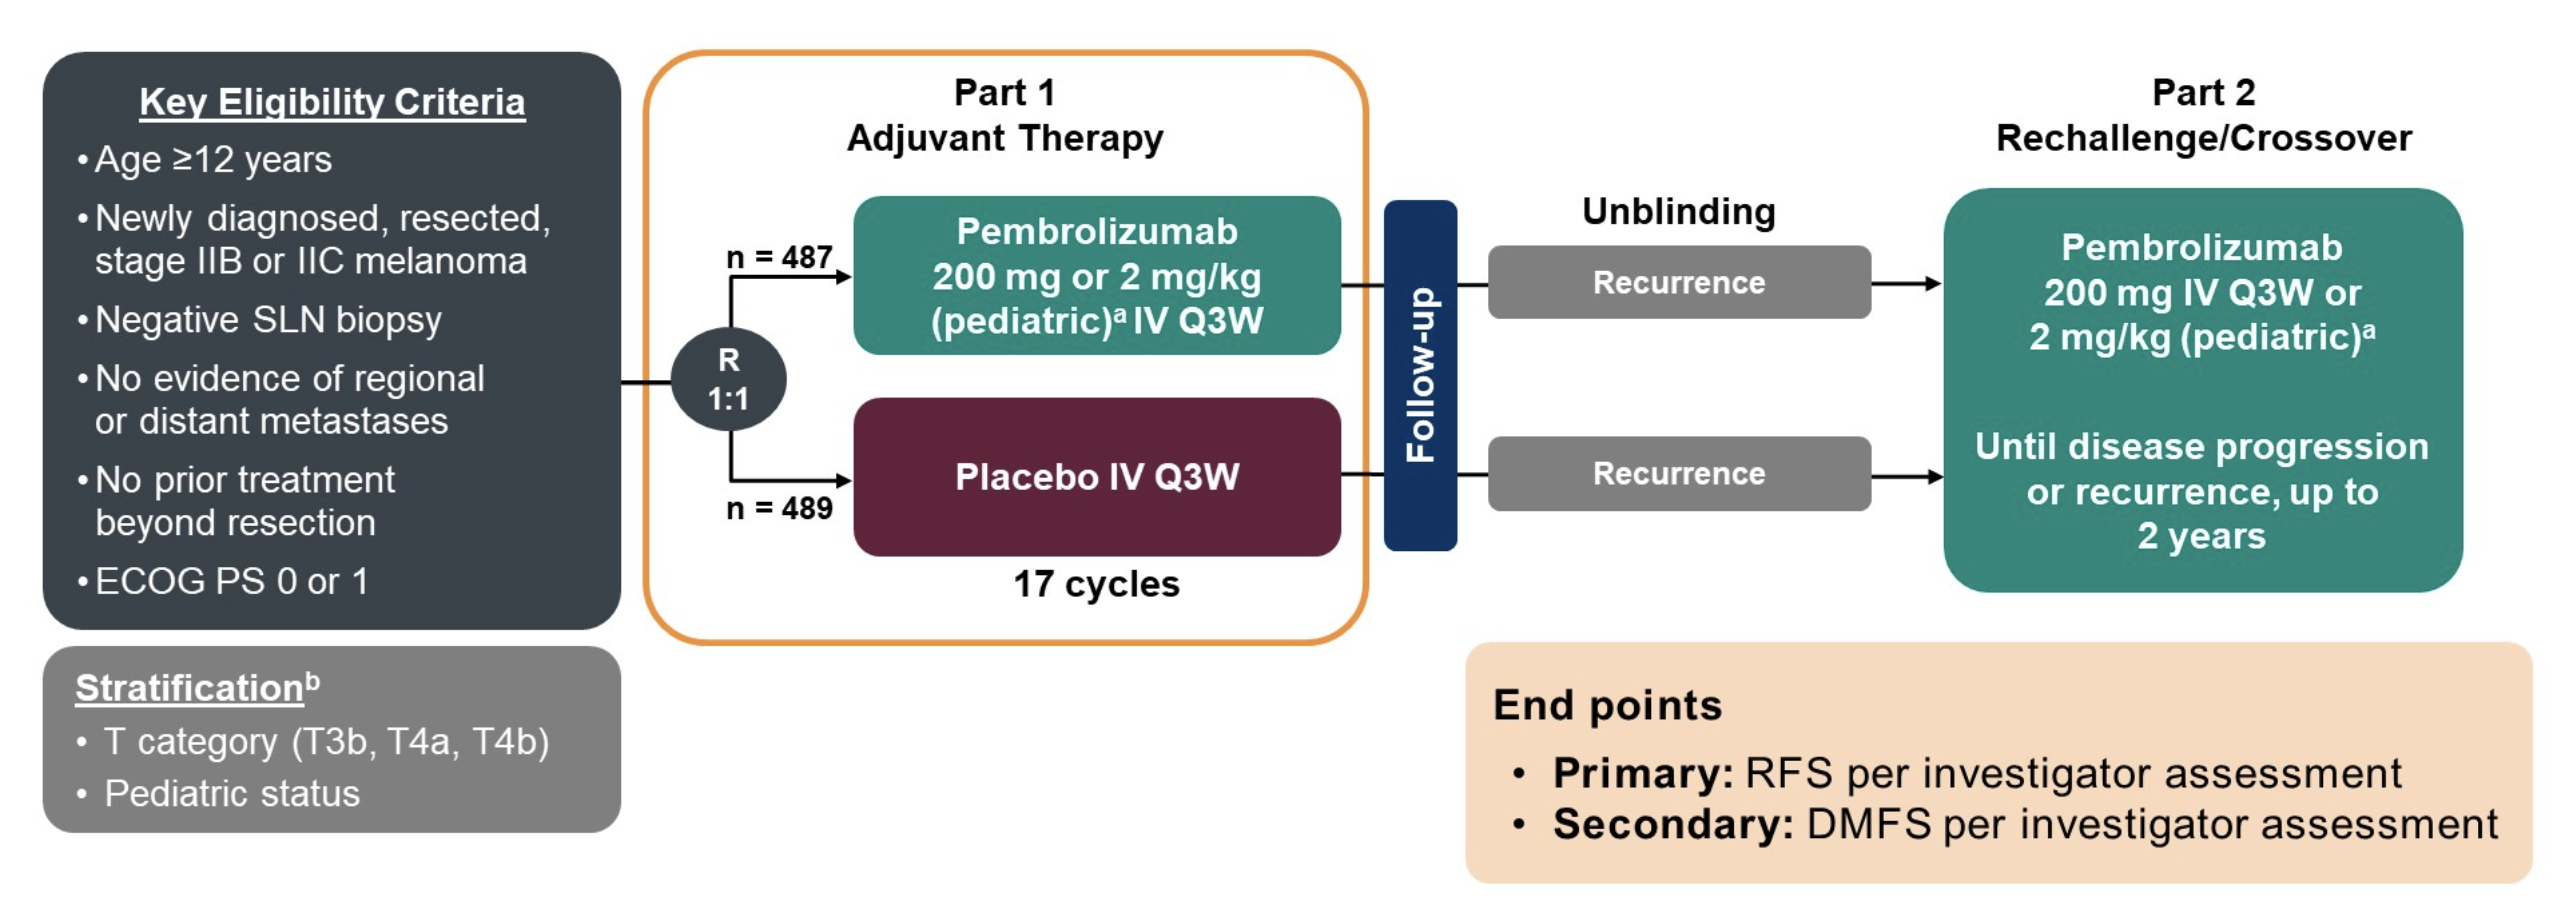 Key Eligibility Criteria
• Age ≥12 years
• Newly diagnosed, resected,
stage IIB or IIC melanoma
• Negative SLN biopsy
• No evidence of regional
or distant metastases
• No prior treatment
beyond resection
• ECOG PS 0 or 1
Stratificationᵇ
• T category (T3b, T4a, T4b)
• Pediatric status
Part 1
Adjuvant Therapy
R
1:1
n = 487
Pembrolizumab
200 mg or 2 mg/kg
(pediatric)ᵃ IV Q3W
n = 489
Placebo IV Q3W
17 cycles
Follow-up
Unblinding
Recurrence
Recurrence
Part 2
Rechallenge/Crossover
Pembrolizumab
200 mg IV Q3W or
2 mg/kg (pediatric)ᵃ
Until disease progression
or recurrence, up to
2 years
End points
• Primary: RFS per investigator assessment
• Secondary: DMFS per investigator assessment